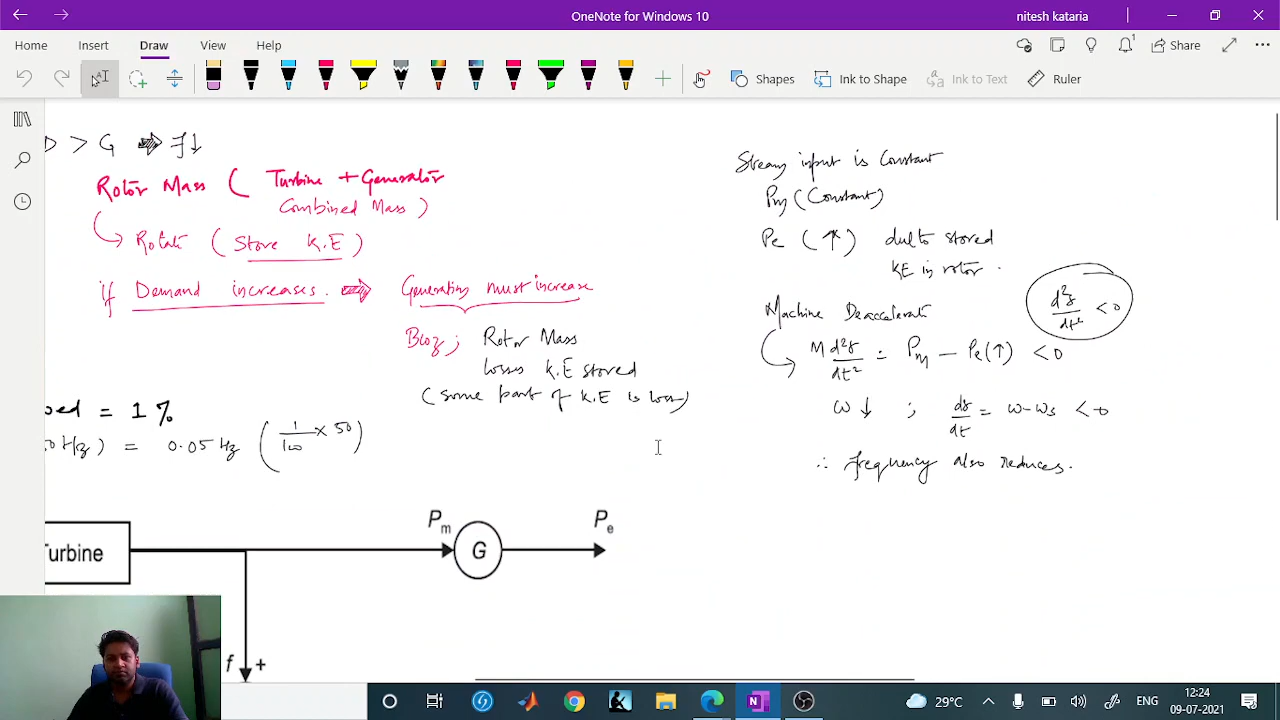 OneNote for Windows 10
nitesh kataria
Home Insert Draw View Help
Share
Shapes
Ink to Shape
Ink to Text
Ruler
D > G ⇒ f↓
Rotor Mass ( Turbine + Generator
Combined Mass )
Rotate ( Store K.E )
if Demand increases. ⇒ Generation must increase
Bcoz; Rotor Mass
losses K.E stored
(some part of K.E is loss)
= 1 %
= 0.05 Hz ( 1/100 × 50 )
Steam input is Constant
Pm (Constant)
Pe (↑) due to stored
KE in rotor.
Machine Deaccelerate
d²δ/dt² < 0
M d²δ/dt² = Pm - Pe(↑) < 0
ω↓ ; dδ/dt = ω - ωs < 0
∴ frequency also reduces.
Turbine
Pm
G
Pe
f +
29°C
ENG
12:24
09-07-2021